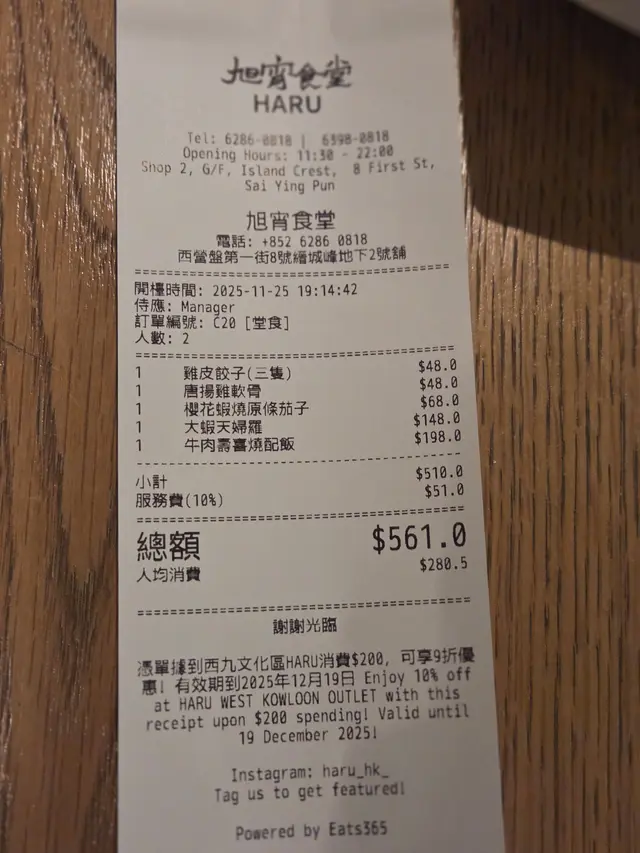 旭宵食堂
HARU
Tel: 6286-0818 | 6398-0818
Opening Hours: 11:30 - 22:00
Shop 2, G/F, Island Crest, 8 First St,
Sai Ying Pun
旭宵食堂
電話: +852 6286 0818
西營盤第一街8號縉城峰地下2號舖
開檯時間: 2025-11-25 19:14:42
侍應: Manager
訂單編號: C20 [堂食]
人數: 2
1 雞皮餃子(三隻) $48.0
1 唐揚雞軟骨 $48.0
1 櫻花蝦燒原條茄子 $68.0
1 大蝦天婦羅 $148.0
1 牛肉壽喜燒配飯 $198.0
小計 $510.0
服務費(10%) $51.0
總額 $561.0
人均消費 $280.5
謝謝光臨
憑單據到西九文化區HARU消費$200, 可享9折優
惠! 有效期到2025年12月19日 Enjoy 10% off
at HARU WEST KOWLOON OUTLET with this
receipt upon $200 spending! Valid until
19 December 2025!
Instagram: haru_hk_
Tag us to get featured!
Powered by Eats365